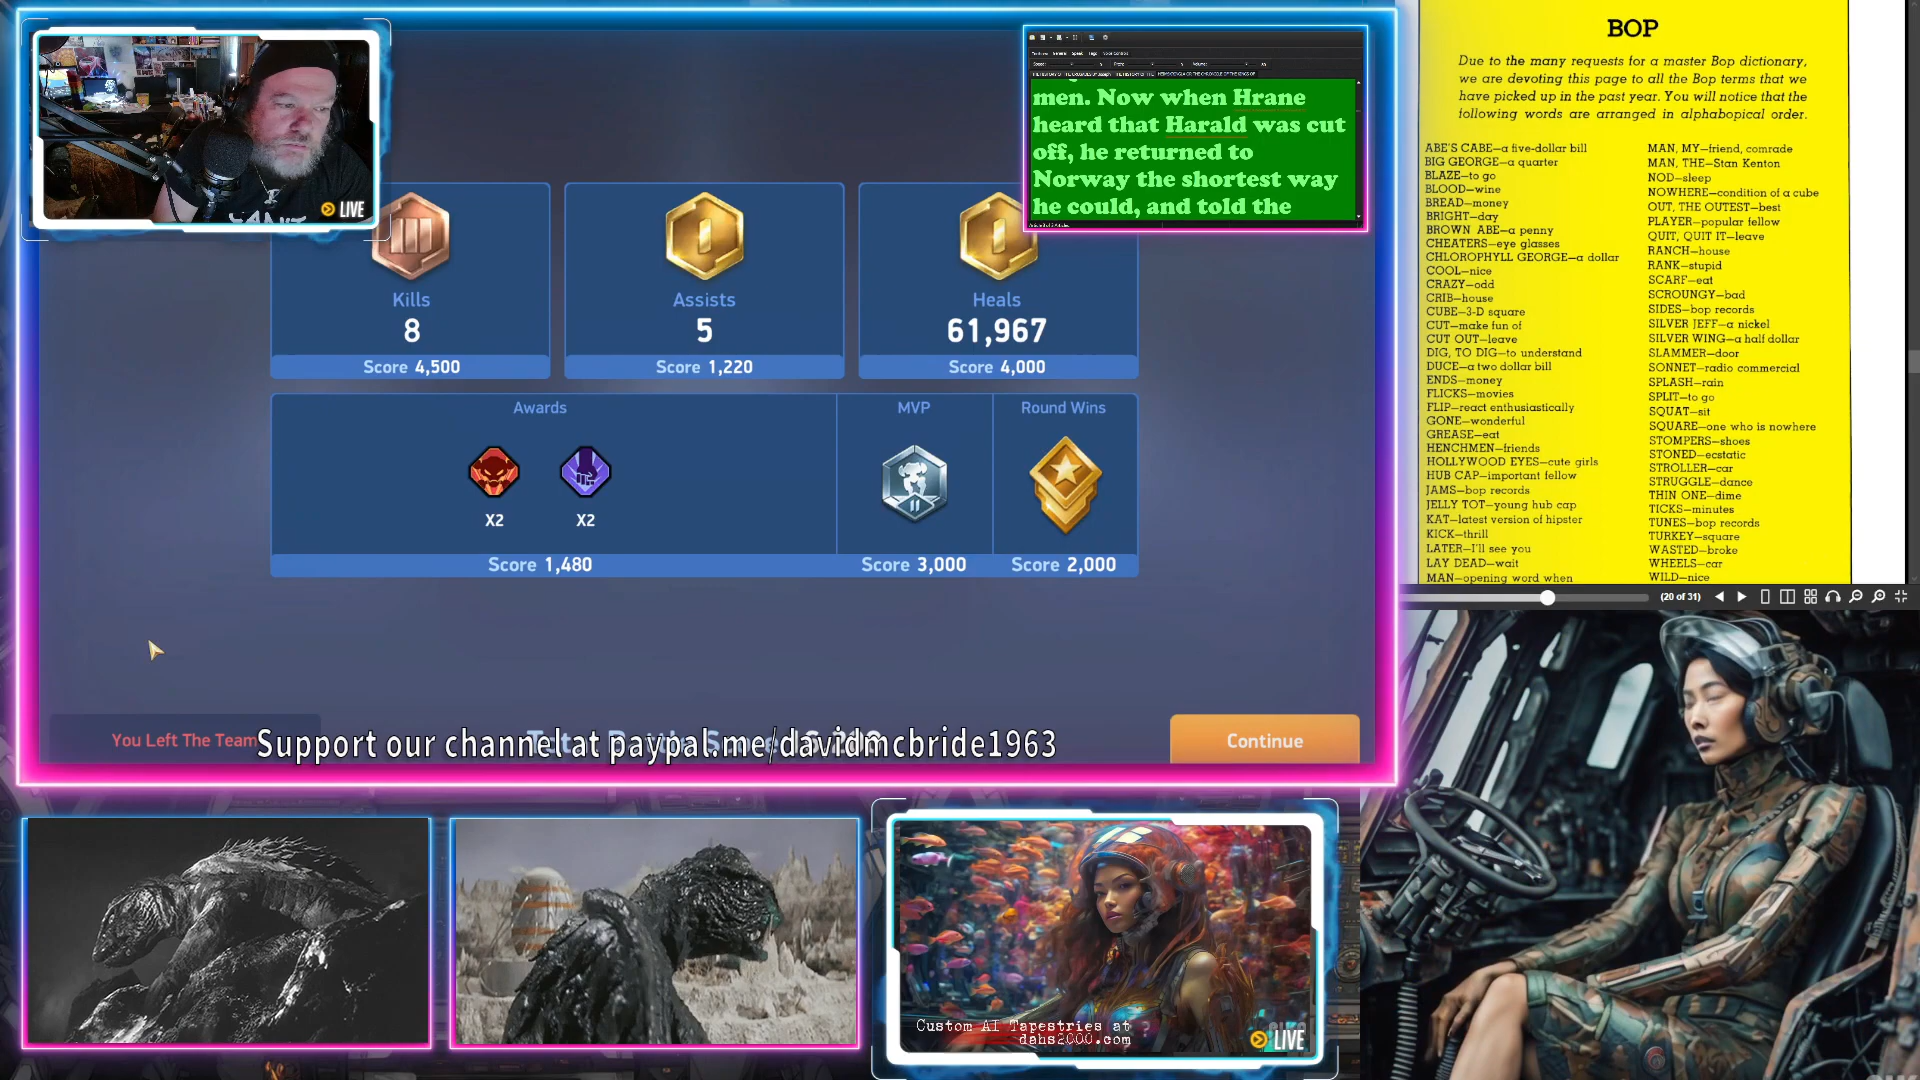 LIVE
men. Now when Hrane
heard that Harald was cut
off, he returned to
Norway the shortest way
he could, and told the
Kills
8
Score 4,500
Assists
5
Score 1,220
Heals
61,967
Score 4,000
Awards
X2
X2
Score 1,480
MVP
Score 3,000
Round Wins
Score 2,000
You Left The Team
Support our channel at paypal.me/davidmcbride1963
Continue
BOP
Due to the many requests for a master Bop dictionary,
we are devoting this page to all the Bop terms that we
have picked up in the past year. You will notice that the
following words are arranged in alphabopical order.
ABE'S CABE—a five-dollar bill
BIG GEORGE—a quarter
BLAZE—to go
BLOOD—wine
BREAD—money
BRIGHT—day
BROWN ABE—a penny
CHEATERS—eye glasses
CHLOROPHYLL GEORGE—a dollar
COOL—nice
CRAZY—odd
CRIB—house
CUBE—3-D square
CUT—make fun of
CUT OUT—leave
DIG, TO DIG—to understand
DUCE—a two dollar bill
ENDS—money
FLICKS—movies
FLIP—react enthusiastically
GONE—wonderful
GREASE—eat
HENCHMEN—friends
HOLLYWOOD EYES—cute girls
HUB CAP—important fellow
JAMS—bop records
JELLY TOT—young hub cap
KAT—latest version of hipster
KICK—thrill
LATER—I'll see you
LAY DEAD—wait
MAN—opening word when
MAN, MY—friend, comrade
MAN, THE—Stan Kenton
NOD—sleep
NOWHERE—condition of a cube
OUT, THE OUTEST—best
PLAYER—popular fellow
QUIT, QUIT IT—leave
RANCH—house
RANK—stupid
SCARF—eat
SCROUNGY—bad
SIDES—bop records
SILVER JEFF—a nickel
SILVER WING—a half dollar
SLAMMER—door
SONNET—radio commercial
SPLASH—rain
SPLIT—to go
SQUAT—sit
SQUARE—one who is nowhere
STOMPERS—shoes
STONED—ecstatic
STROLLER—car
STRUGGLE—dance
THIN ONE—dime
TICKS—minutes
TUNES—bop records
TURKEY—square
WASTED—broke
WHEELS—car
WILD—nice
(20 of 31)
Custom AI Tapestries at
dahs2000.com
LIVE